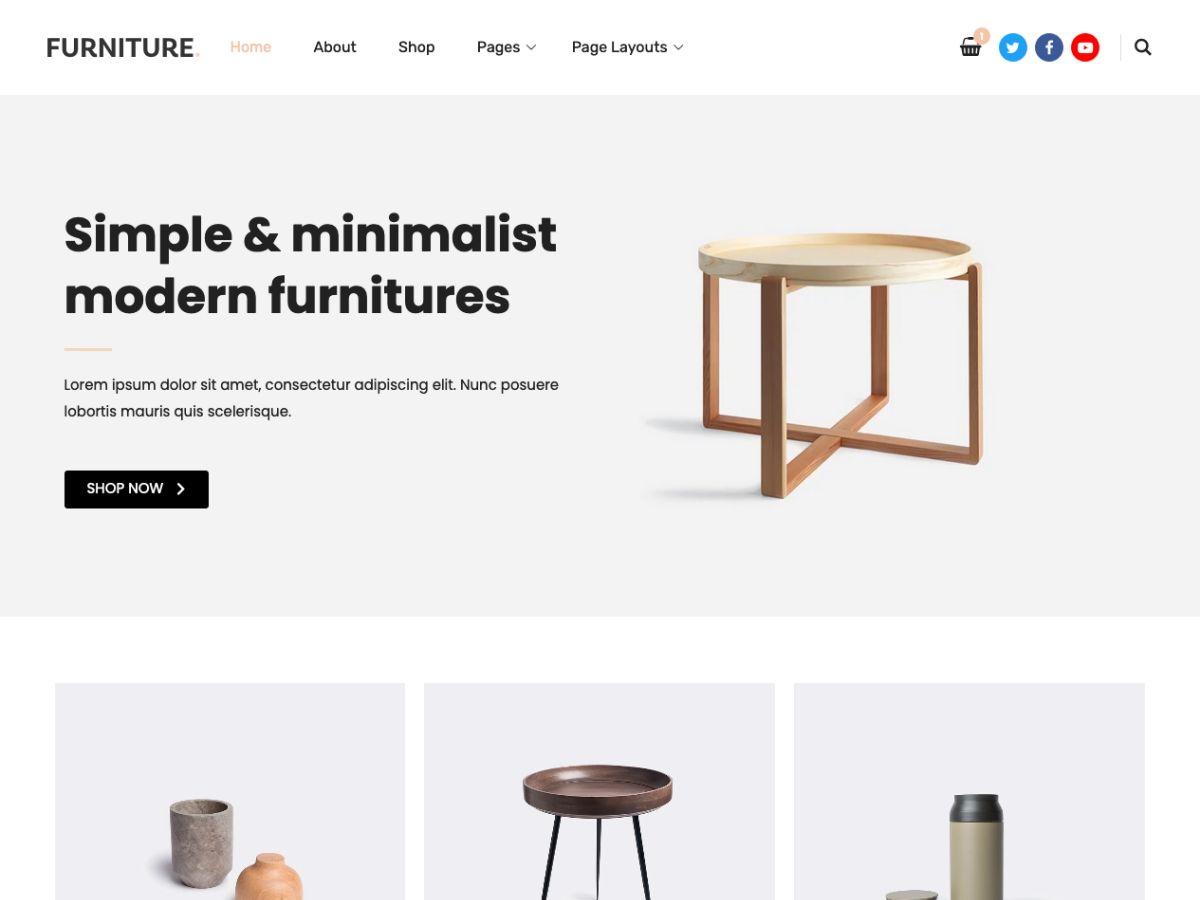 FURNITURE.
Home About Shop Pages Page Layouts
1
Simple & minimalist
modern furnitures
Lorem ipsum dolor sit amet, consectetur adipiscing elit. Nunc posuere
lobortis mauris quis scelerisque.
SHOP NOW